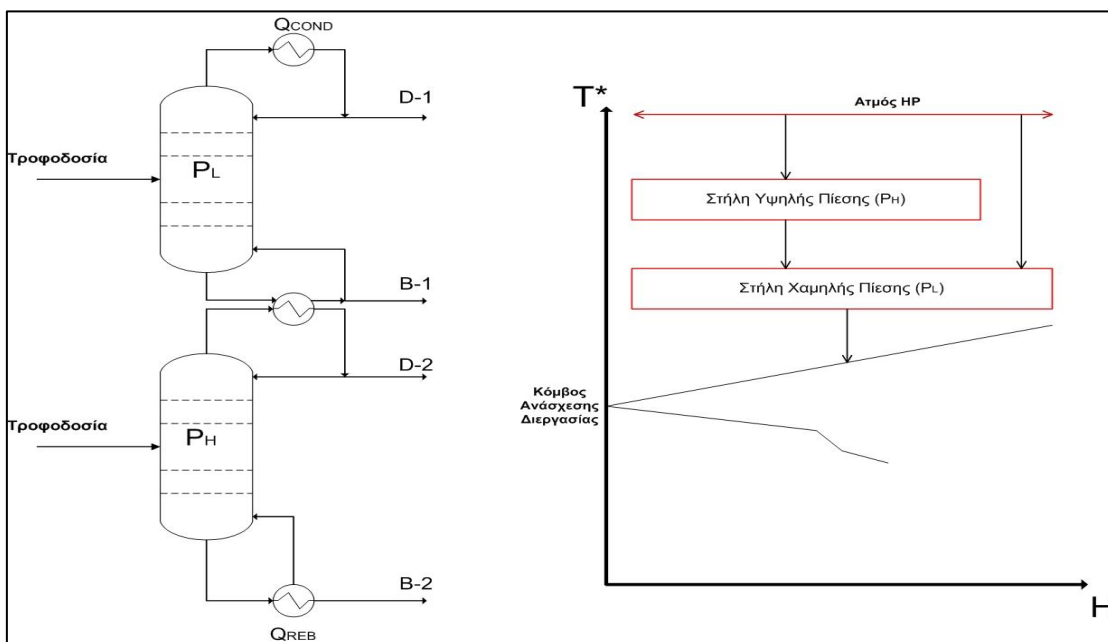 QCOND
D-1
Τροφοδοσία
PL
B-1
D-2
Τροφοδοσία
PH
B-2
QREB
T*
Ατμός HP
Στήλη Υψηλής Πίεσης (PH)
Στήλη Χαμηλής Πίεσης (PL)
Κόμβος
Ανάσχεσης
Διεργασίας
H